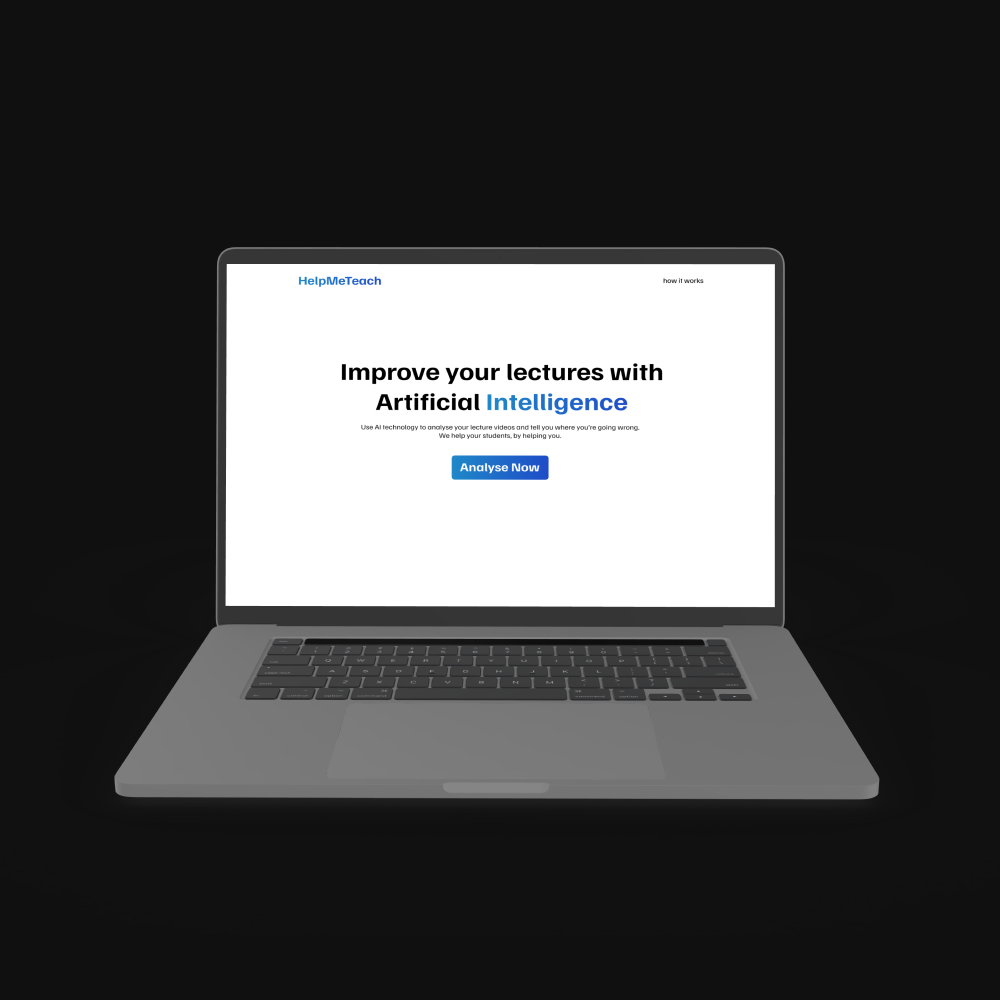 HelpMeTeach
how it works
Improve your lectures with
Artificial Intelligence
Use AI technology to analyse your lecture videos and tell you where you're going wrong.
We help your students, by helping you.
Analyse Now
Q W E R T Y U I O P
A S D F G H J K L
Z X C V B N M